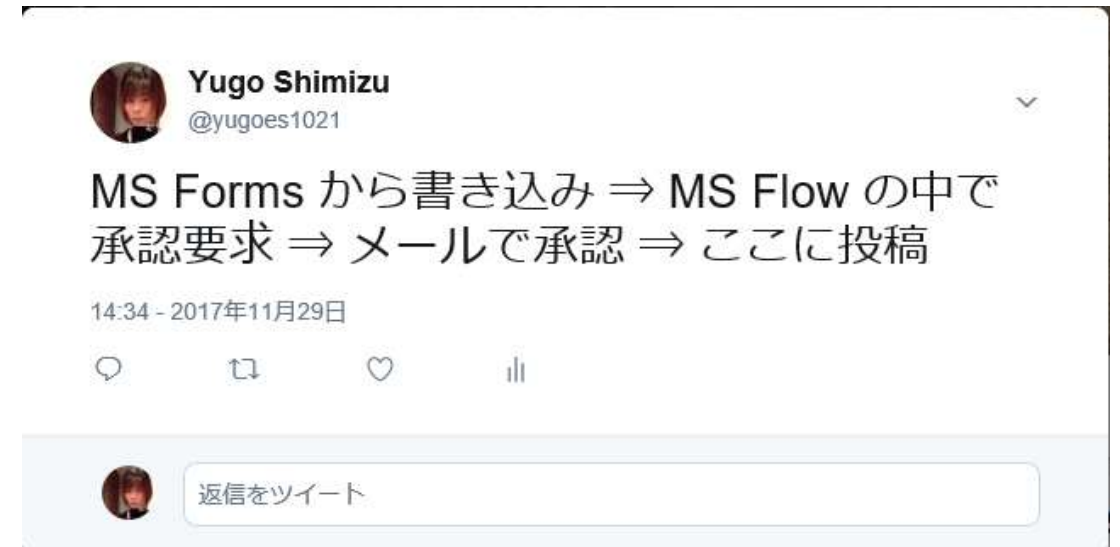 Yugo Shimizu
@yugoes1021
MS Forms から書き込み ⇒ MS Flow の中で
承認要求 ⇒ メールで承認 ⇒ ここに投稿
14:34 - 2017年11月29日
返信をツイート